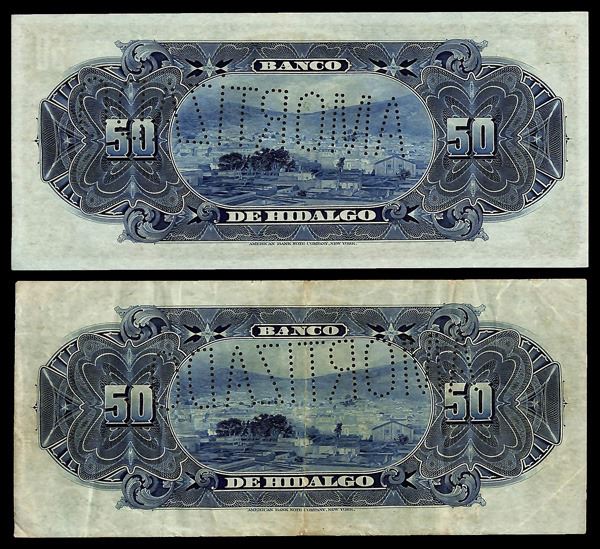 BANCO
50 50
DE HIDALGO
AMERICAN BANK NOTE COMPANY, NEW YORK.
BANCO
50 50
DE HIDALGO
AMERICAN BANK NOTE COMPANY, NEW YORK.